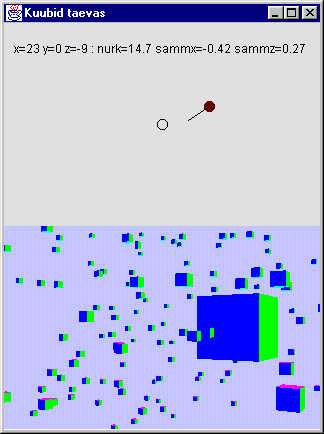 Kuubid taevas
x=23 y=0 z=-9 : nurk=14.7 sammx=-0.42 sammz=0.27